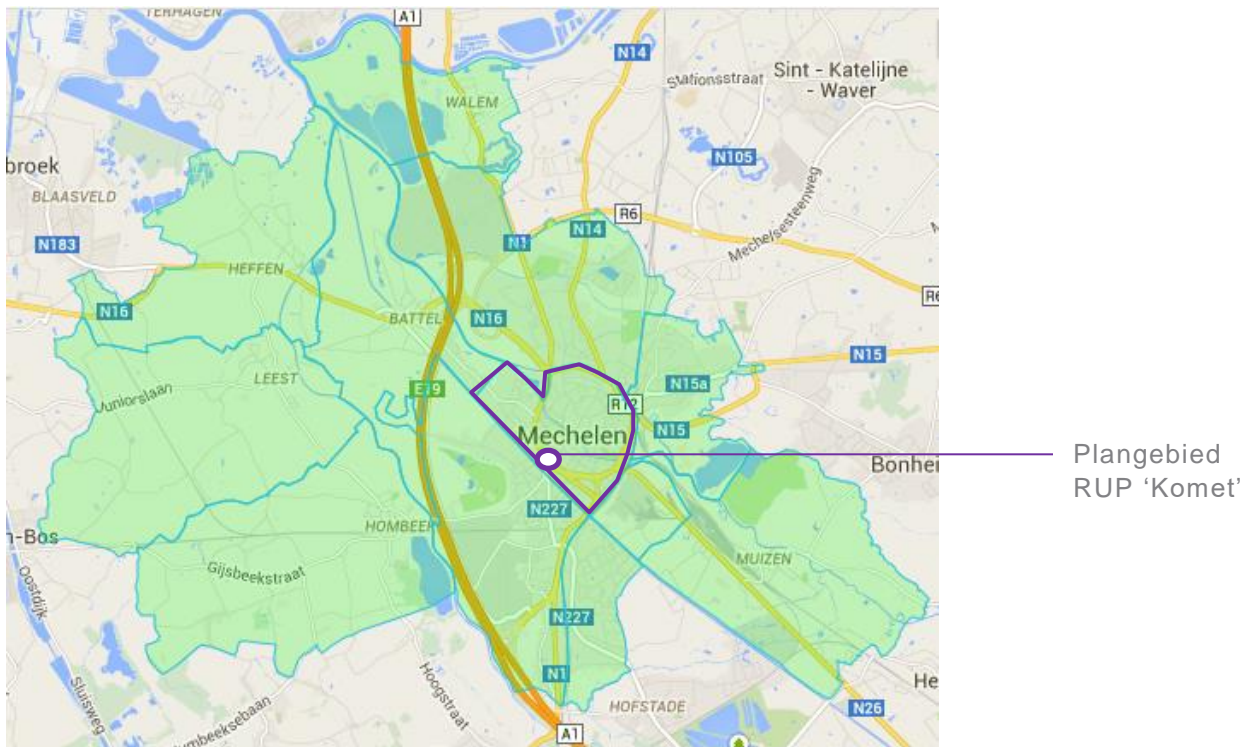 TERHAGEN
A1
N14
Stationsstraat
Sint - Katelijne
- Waver
WALEM
N105
broek
BLAASVELD
Mechelsesteenweg
R6
N183
N1
N14
HEFFEN
N16
BATTEL
N16
N15
LEEST
Juniorslaan
E19
N15a
R12
N15
Mechelen
Bonhei
Plangebied
RUP ‘Komet’
N227
HOMBEEK
n-Bos
MUIZEN
Gijsbeekstraat
Oostdijk
N227
N1
Hoogstraat
He
Sluisweg
HOFSTADE
N26
A1